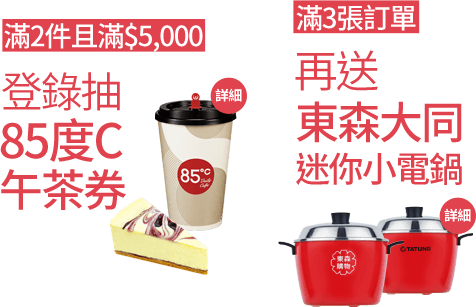 滿2件且滿$5,000
登錄抽
85度C
午茶券
詳細
85°C
滿3張訂單
再送
東森大同
迷你小電鍋
詳細
東森
購物
TATUNG